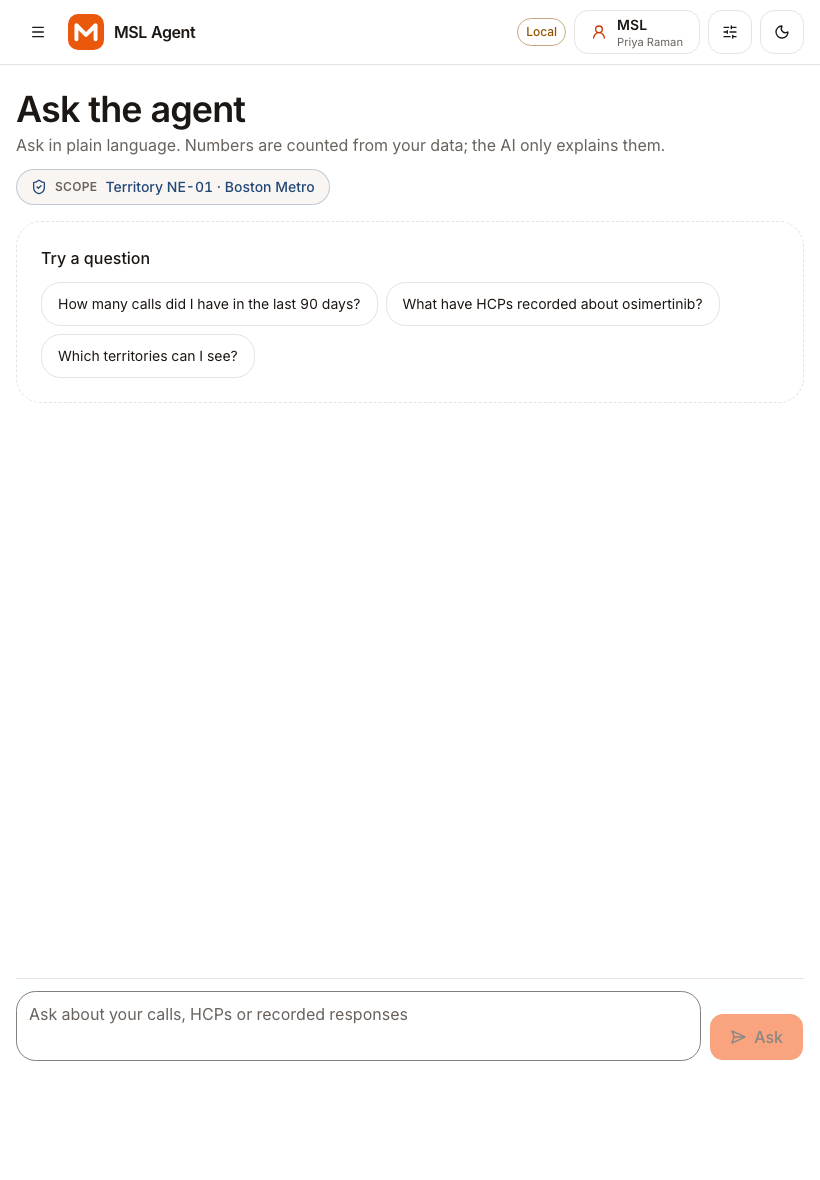 MSL Agent
Local
MSL
Priya Raman
Ask the agent
Ask in plain language. Numbers are counted from your data; the AI only explains them.
SCOPE Territory NE-01 · Boston Metro
Try a question
How many calls did I have in the last 90 days?
What have HCPs recorded about osimertinib?
Which territories can I see?
Ask about your calls, HCPs or recorded responses
Ask